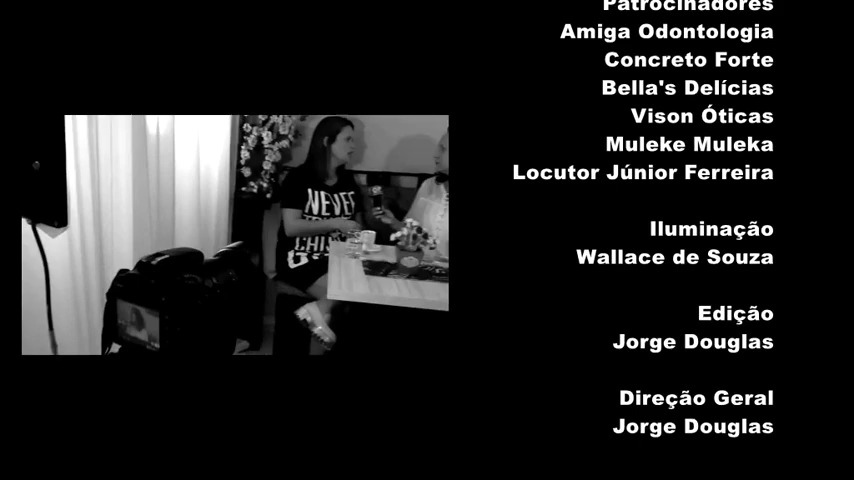 Patrocinadores
Amiga Odontologia
Concreto Forte
Bella's Delícias
Vison Óticas
Muleke Muleka
Locutor Júnior Ferreira
Iluminação
Wallace de Souza
Edição
Jorge Douglas
Direção Geral
Jorge Douglas
NEVER